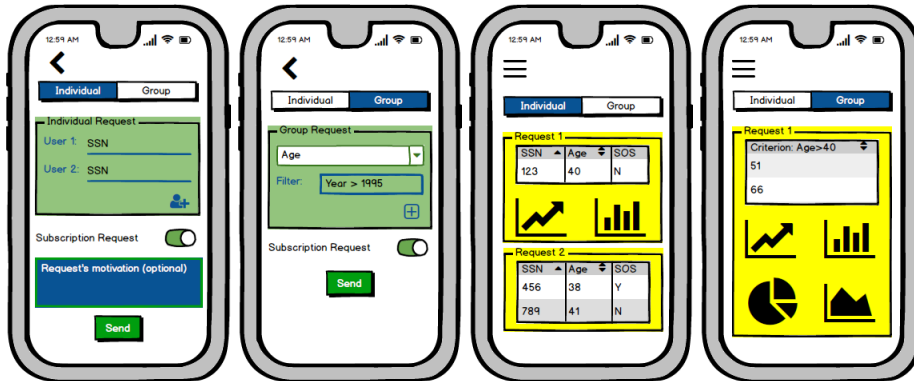 12:59 AM
Individual Group
Individual Request
User 1: SSN
User 2: SSN
Subscription Request
Request's motivation (optional)
Send
12:59 AM
Individual Group
Group Request
Age
Filter: Year > 1995
Subscription Request
Send
12:59 AM
Individual Group
Request 1
SSN Age SOS
123 40 N
Request 2
SSN Age SOS
456 38 Y
789 41 N
12:59 AM
Individual Group
Request 1
Criterion: Age>40
51
66